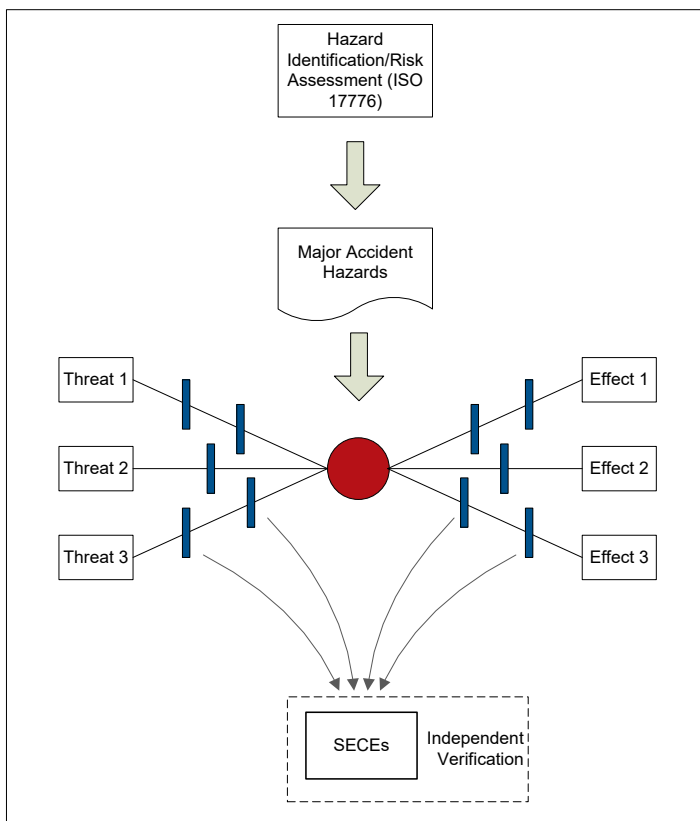 Hazard
Identification/Risk
Assessment (ISO
17776)
Major Accident
Hazards
Threat 1
Effect 1
Threat 2
Effect 2
Threat 3
Effect 3
SECEs
Independent
Verification